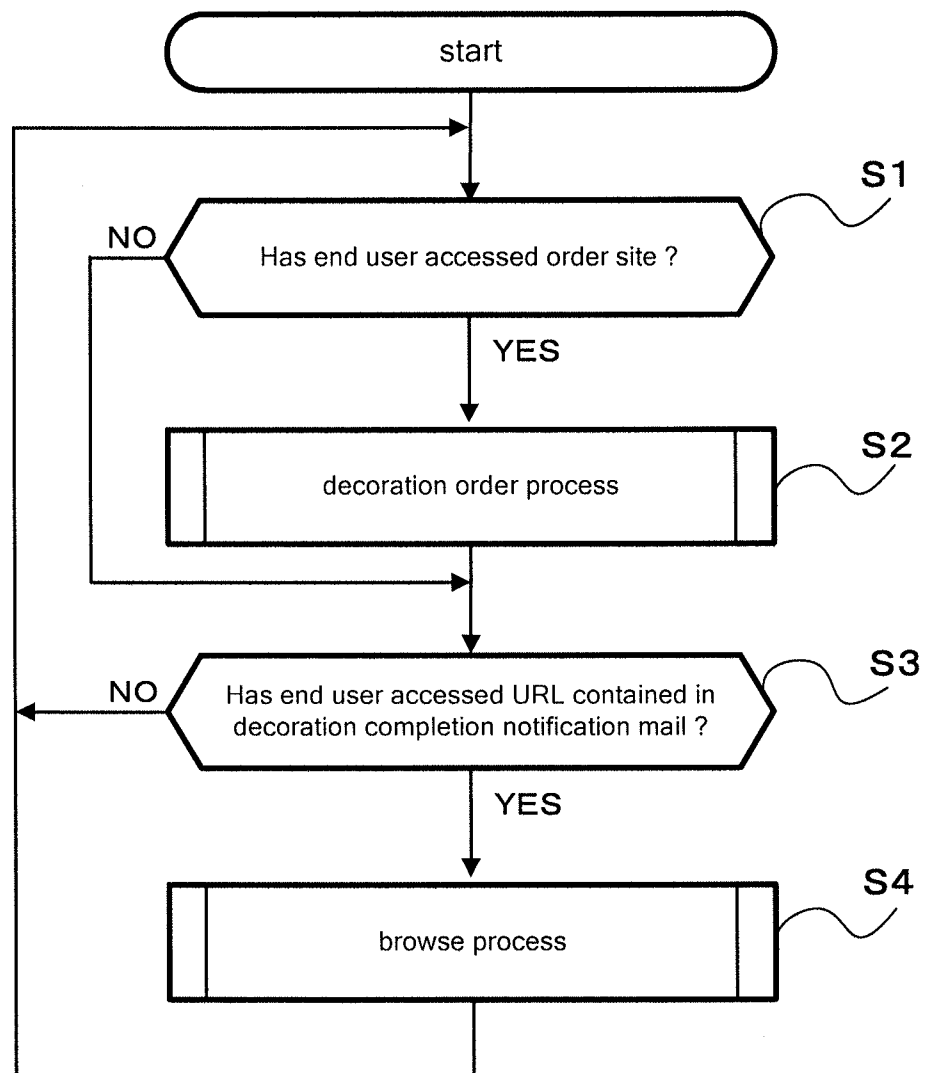 start
S1
NO
Has end user accessed order site ?
YES
S2
decoration order process
S3
NO
Has end user accessed URL contained in
decoration completion notification mail ?
YES
S4
browse process